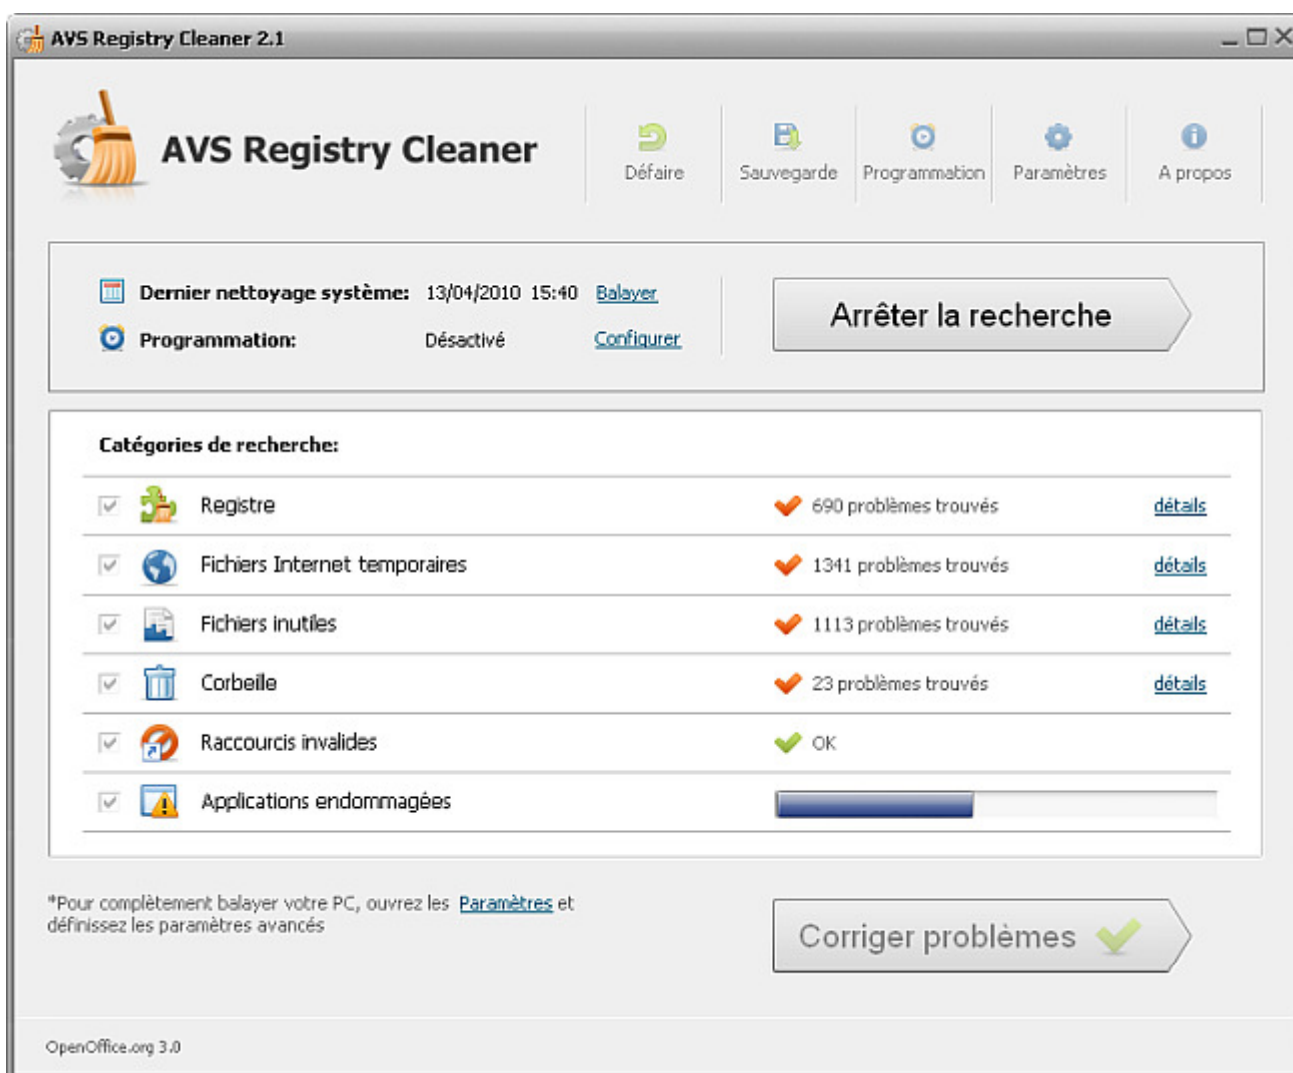 AVS Registry Cleaner 2.1
AVS Registry Cleaner
Défaire
Sauvegarde
Programmation
Paramètres
A propos
Dernier nettoyage système: 13/04/2010 15:40 Balayer
Programmation: Désactivé Configurer
Arrêter la recherche
Catégories de recherche:
Registre 690 problèmes trouvés détails
Fichiers Internet temporaires 1341 problèmes trouvés détails
Fichiers inutiles 1113 problèmes trouvés détails
Corbeille 23 problèmes trouvés détails
Raccourcis invalides OK
Applications endommagées
*Pour complètement balayer votre PC, ouvrez les Paramètres et
définissez les paramètres avancés
Corriger problèmes
OpenOffice.org 3.0